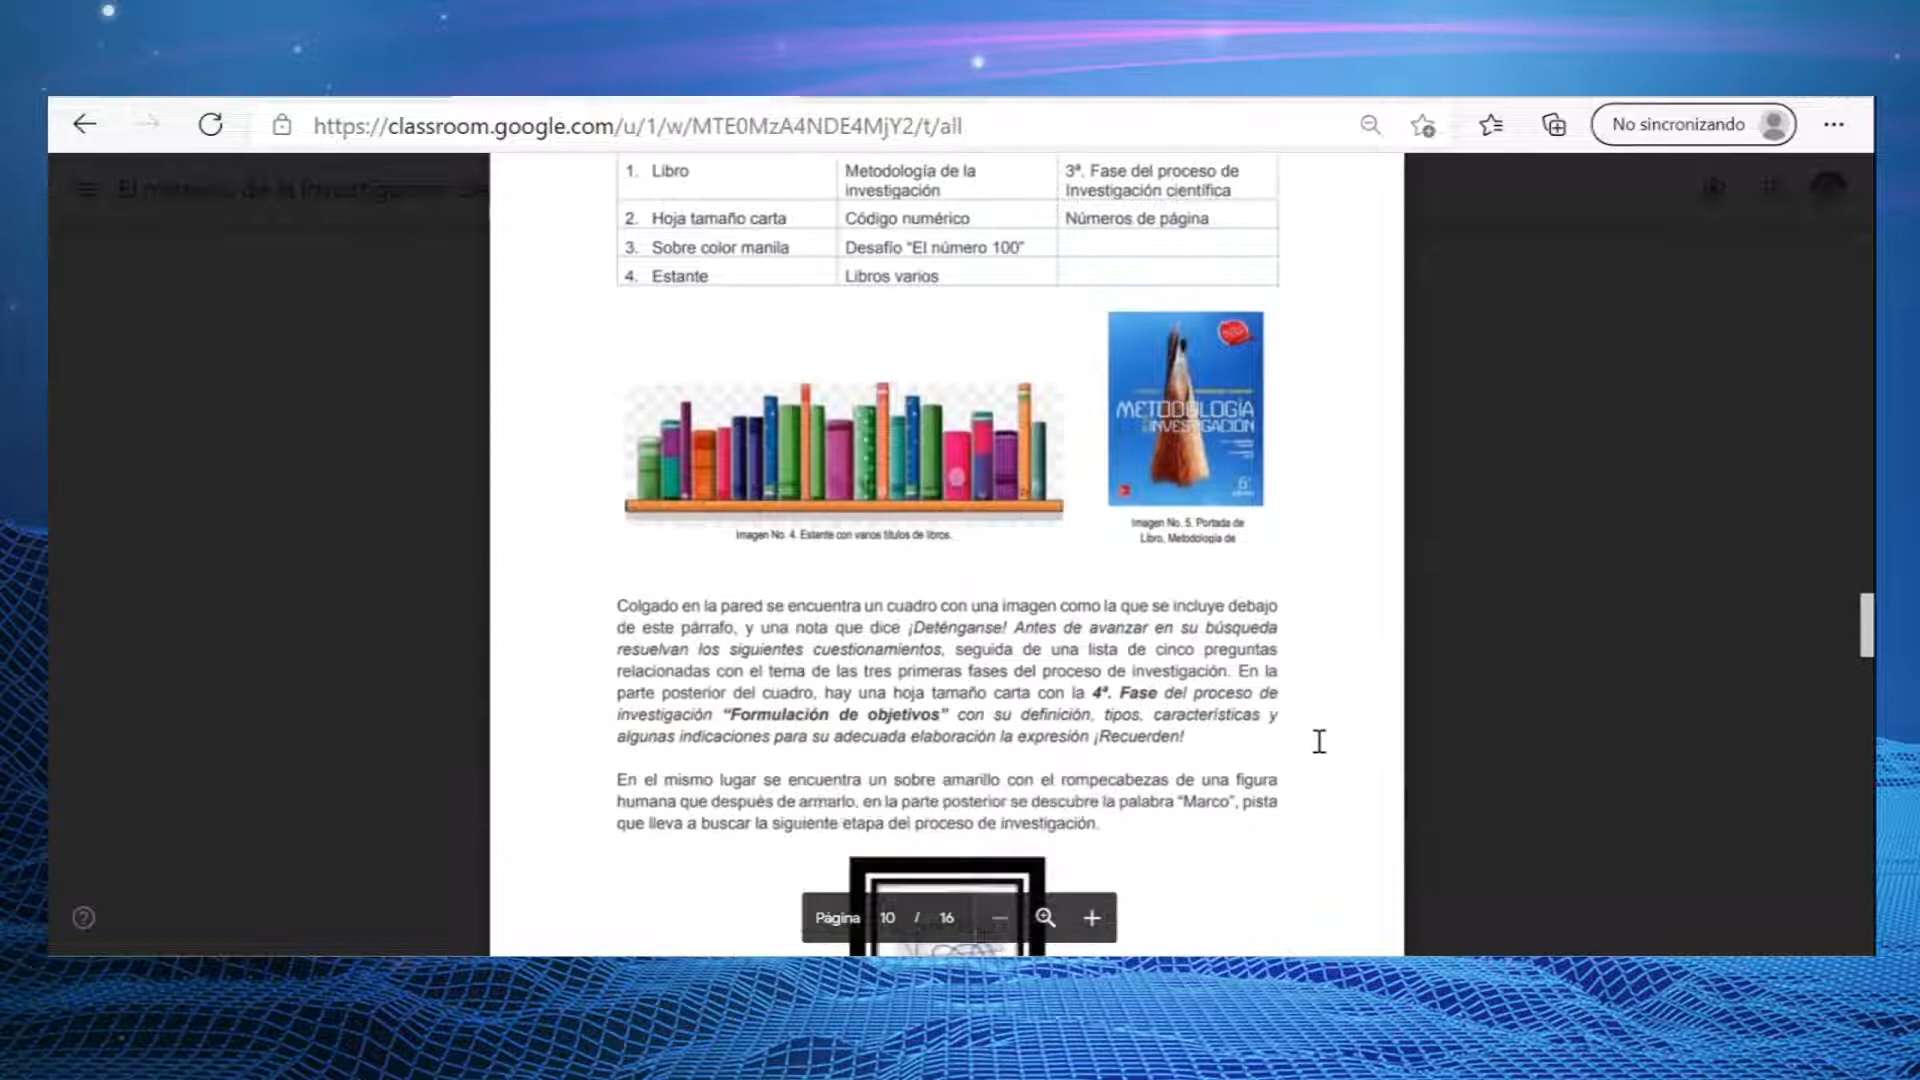 https://classroom.google.com/u/1/w/MTE0MzA4NDE4MjY2/t/all
No sincronizando
El misterio de la Investigación
1. Libro
Metodología de la
investigación
3ª. Fase del proceso de
Investigación científica
2. Hoja tamaño carta
Código numérico
Números de página
3. Sobre color manila
Desafío “El número 100”
4. Estante
Libros varios
METODOLOGÍA
INVESTIGACIÓN
6ª
Imagen No. 4. Estante con varios títulos de libros.
Imagen No. 5. Portada de
Libro, Metodología de
Colgado en la pared se encuentra un cuadro con una imagen como la que se incluye debajo
de este párrafo, y una nota que dice ¡Deténganse! Antes de avanzar en su búsqueda
resuelvan los siguientes cuestionamientos, seguida de una lista de cinco preguntas
relacionadas con el tema de las tres primeras fases del proceso de investigación. En la
parte posterior del cuadro, hay una hoja tamaño carta con la 4ª. Fase del proceso de
investigación “Formulación de objetivos” con su definición, tipos, características y
algunas indicaciones para su adecuada elaboración la expresión ¡Recuerden!
En el mismo lugar se encuentra un sobre amarillo con el rompecabezas de una figura
humana que después de armarlo, en la parte posterior se descubre la palabra “Marco”, pista
que lleva a buscar la siguiente etapa del proceso de investigación.
Página 10 / 16